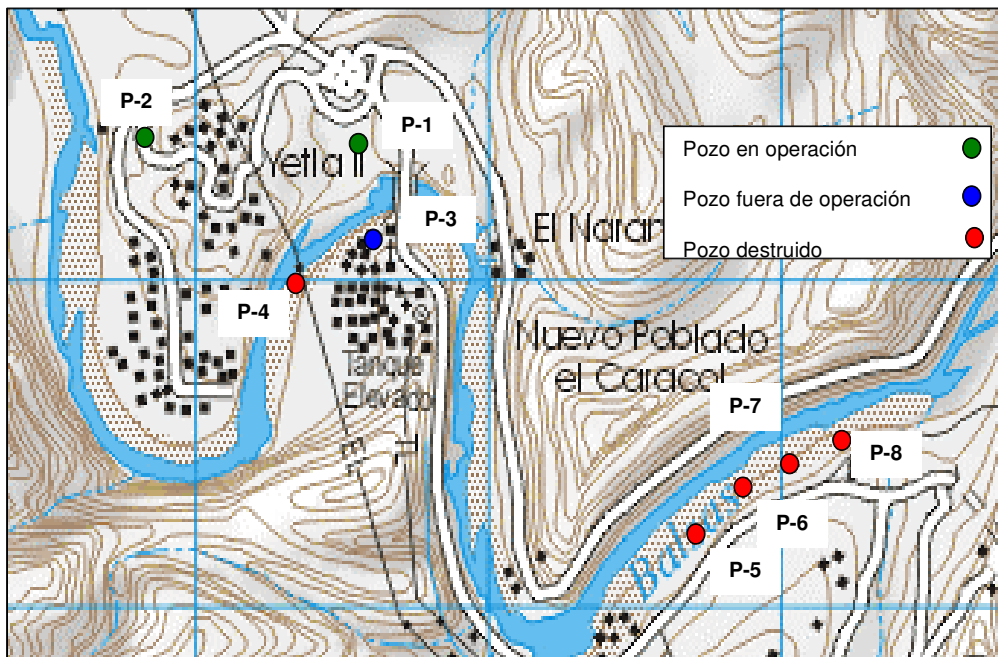 P-2
P-1
Pozo en operación
Yetla II
Pozo fuera de operación
P-3
El Naran
Pozo destruido
P-4
Nuevo Poblado
el Caracol
Tanque
Elevado
P-7
P-8
P-6
P-5